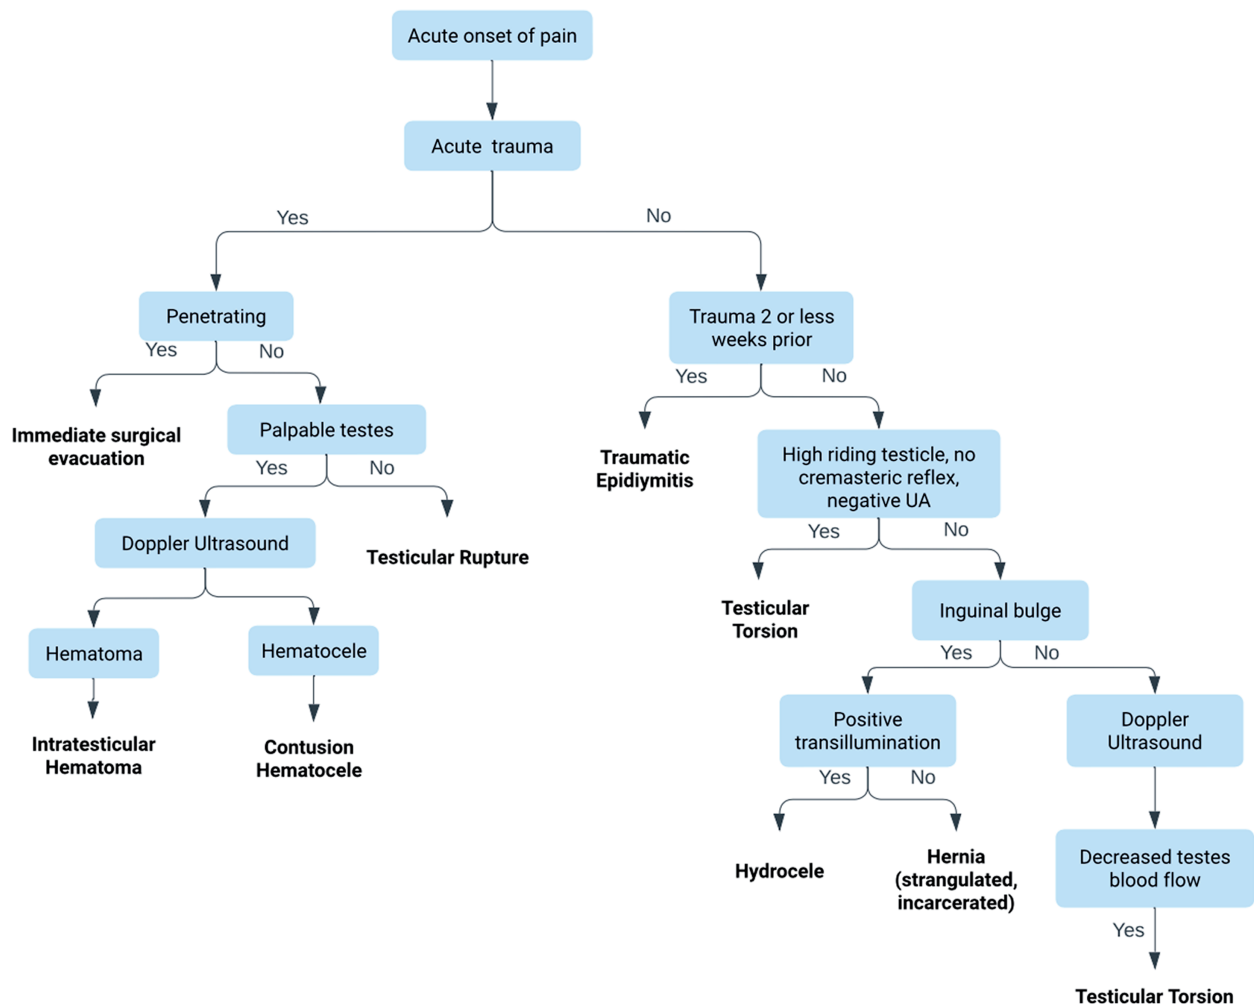 Acute onset of pain
Acute trauma
Yes
No
Penetrating
Trauma 2 or less
weeks prior
Yes
No
Yes
No
Immediate surgical
evacuation
Palpable testes
Traumatic
Epidiymitis
High riding testicle, no
cremasteric reflex,
negative UA
Yes
No
Yes
No
Doppler Ultrasound
Testicular Rupture
Testicular
Torsion
Inguinal bulge
Hematoma
Hematocele
Yes
No
Intratesticular
Hematoma
Contusion
Hematocele
Positive
transillumination
Doppler
Ultrasound
Yes
No
Hydrocele
Hernia
(strangulated,
incarcerated)
Decreased testes
blood flow
Yes
Testicular Torsion